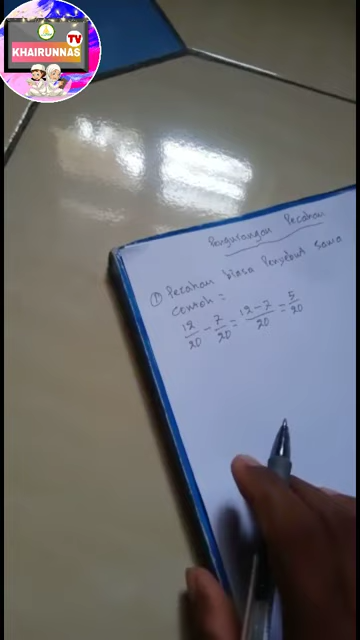 KHAIRUNNAS
TV
Pengurangan Pecahan
① Pecahan biasa Penyebut Sama
Contoh :
12/20 - 7/20 = 12-7/20 = 5/20